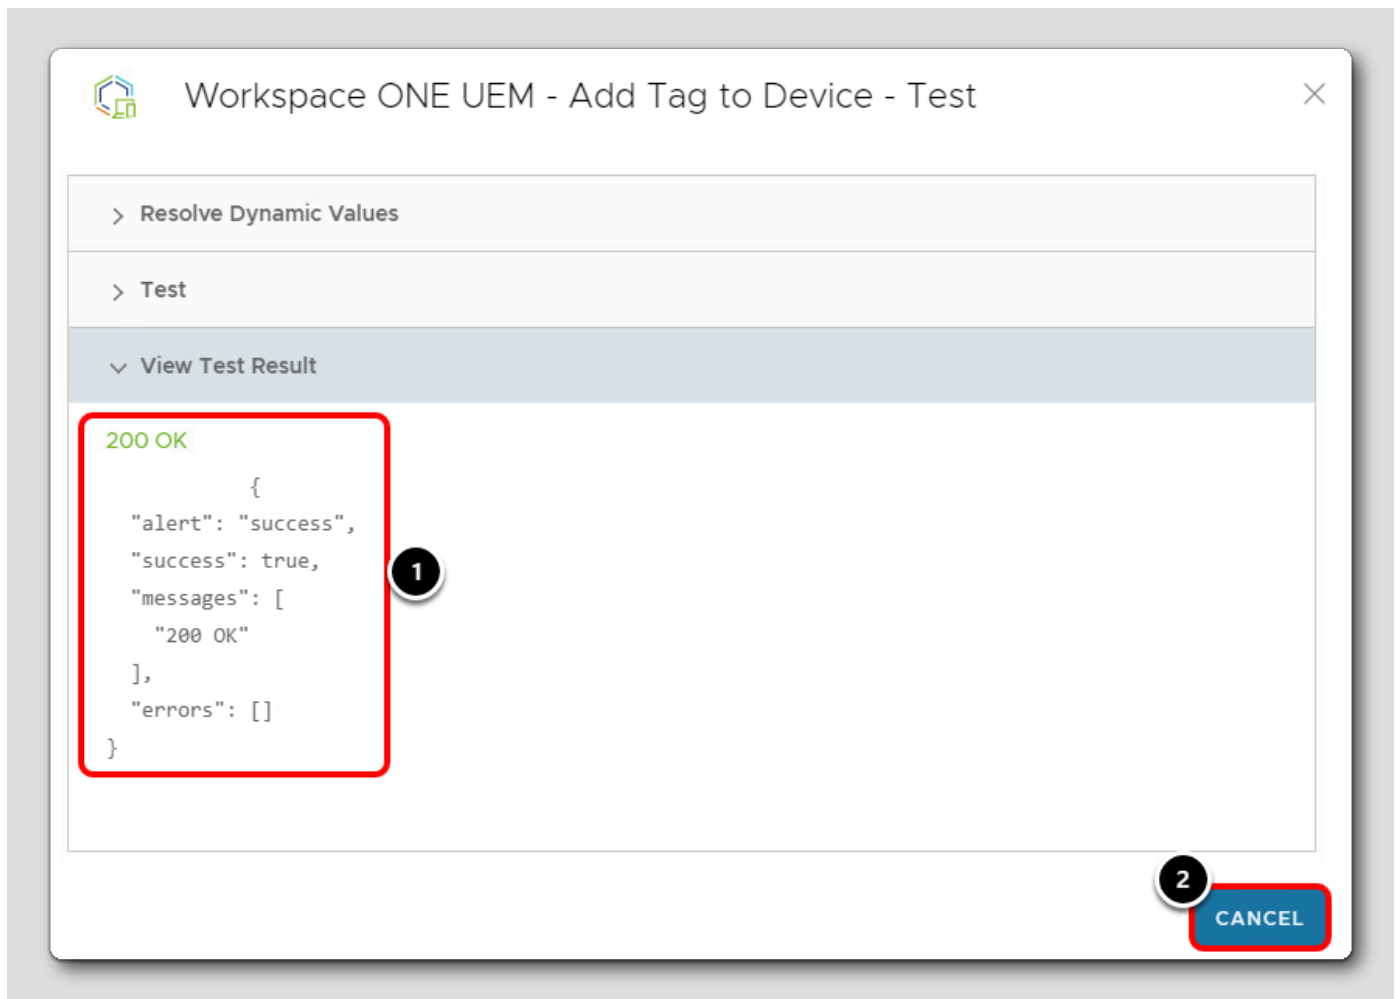 Workspace ONE UEM - Add Tag to Device - Test
Resolve Dynamic Values
Test
View Test Result
200 OK
{
"alert": "success",
"success": true,
"messages": [
"200 OK"
],
"errors": []
}
1
2
CANCEL